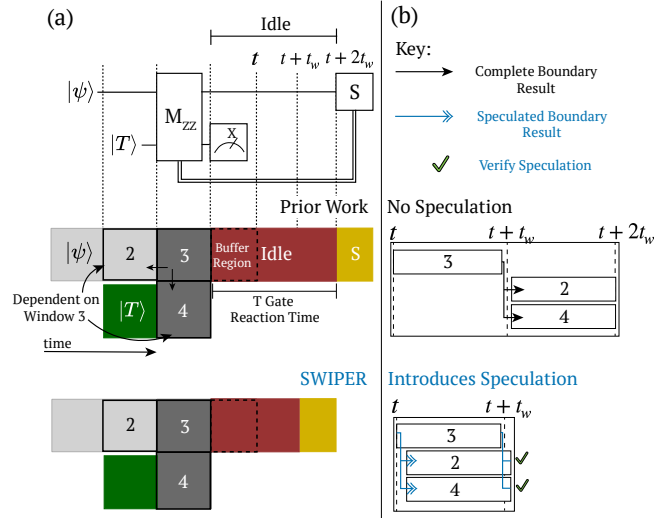 (a)
Idle
t
t + t_w
t + 2t_w
|ψ⟩
M_ZZ
S
|T⟩
X
Prior Work
|ψ⟩
2
3
Buffer
Region
Idle
S
Dependent on
Window 3
|T⟩
4
T Gate
Reaction Time
time
SWIPER
2
3
4
(b)
Key:
Complete Boundary
Result
Speculated Boundary
Result
Verify Speculation
No Speculation
t
t + t_w
t + 2t_w
3
2
4
Introduces Speculation
t
t + t_w
3
2
4